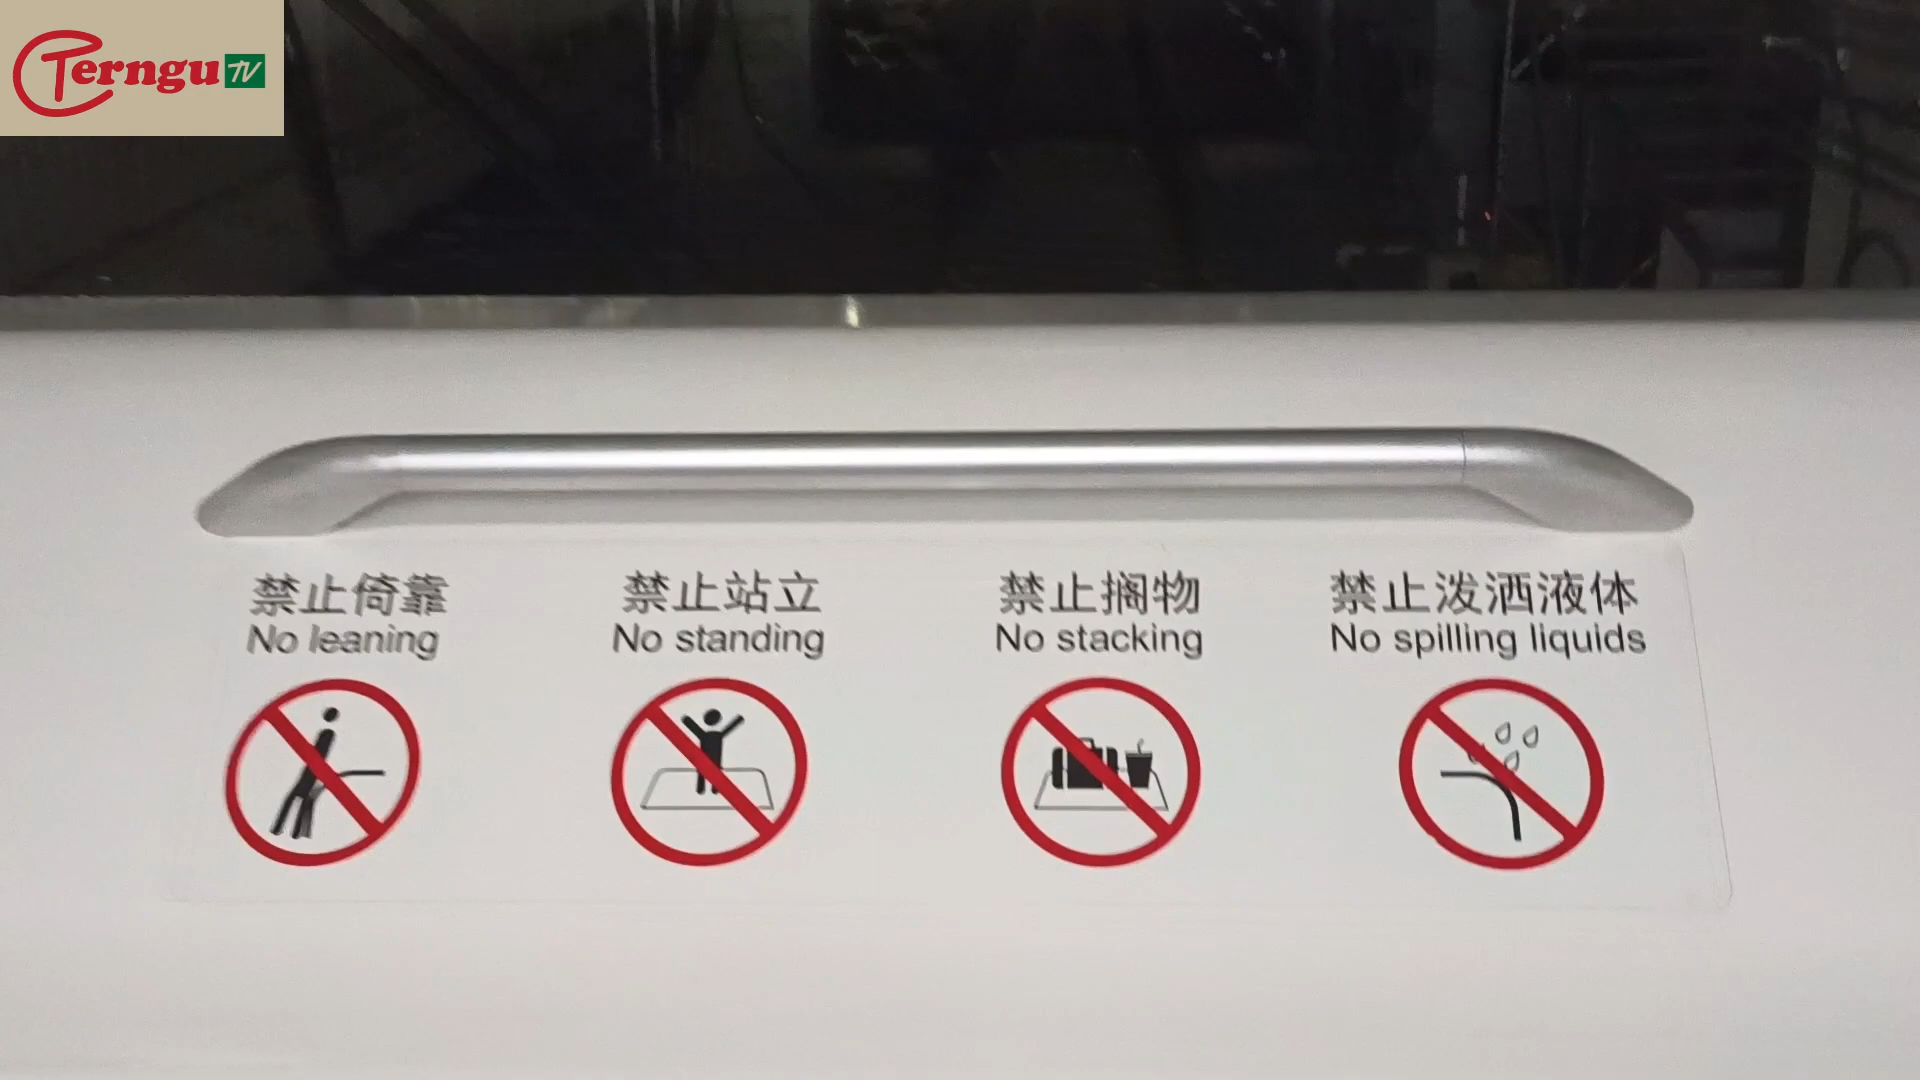 Terngu TV
禁止倚靠
No leaning
禁止站立
No standing
禁止搁物
No stacking
禁止泼洒液体
No spilling liquids